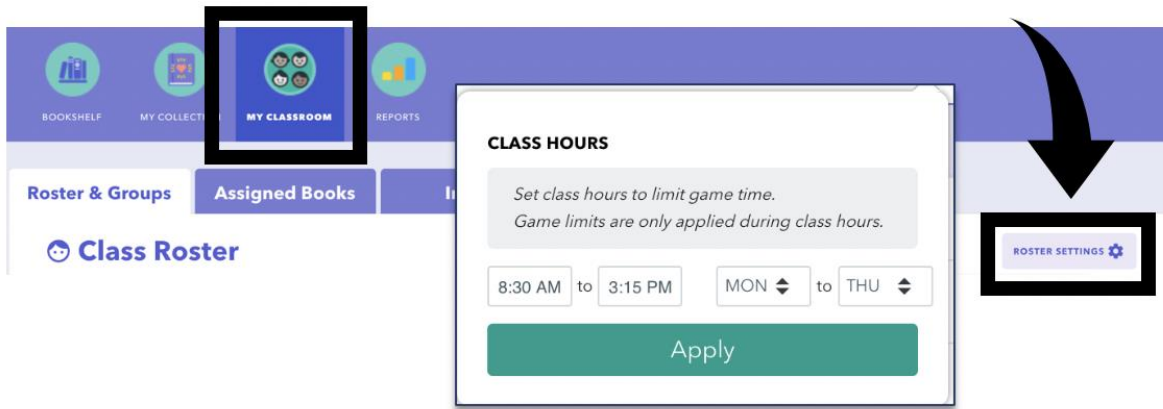 BOOKSHELF
MY COLLECT
MY CLASSROOM
REPORTS
Roster & Groups
Assigned Books
Class Roster
CLASS HOURS
Set class hours to limit game time.
Game limits are only applied during class hours.
8:30 AM to 3:15 PM MON to THU
Apply
ROSTER SETTINGS